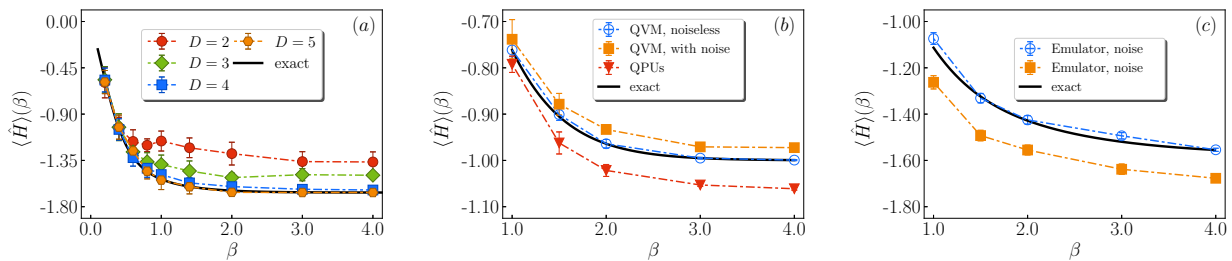 (a)
0.00
-0.45
-0.90
-1.35
-1.80
⟨Ĥ⟩(β)
D = 2
D = 3
D = 4
D = 5
exact
0.0 1.0 2.0 3.0 4.0
β
(b)
-0.70
-0.80
-0.90
-1.00
-1.10
⟨Ĥ⟩(β)
QVM, noiseless
QVM, with noise
QPUs
exact
1.0 2.0 3.0 4.0
β
(c)
-1.00
-1.20
-1.40
-1.60
-1.80
⟨Ĥ⟩(β)
Emulator, noise
Emulator, noise
exact
1.0 2.0 3.0 4.0
β